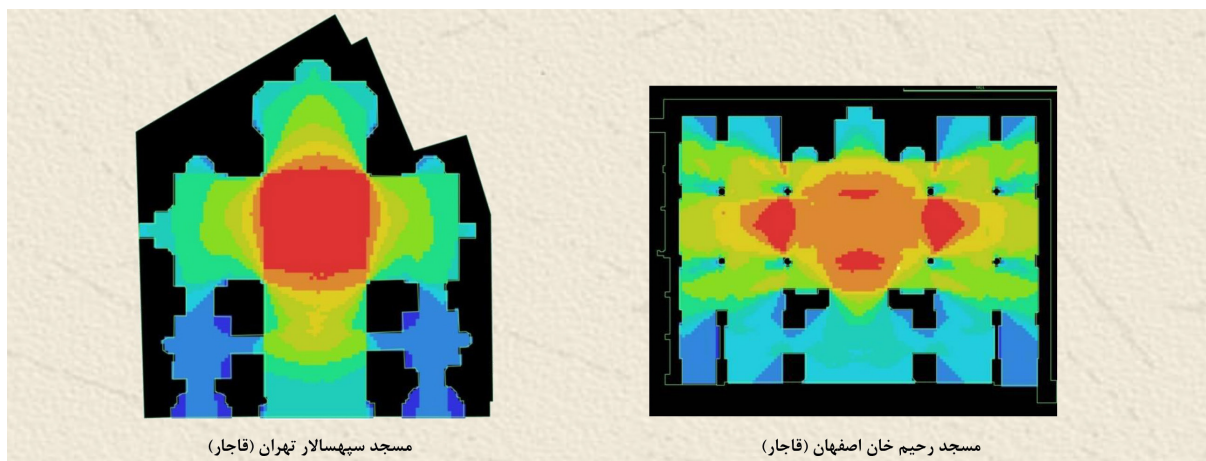 مسجد رحیم خان اصفهان (قاجار)
مسجد سپهسالار تهران (قاجار)